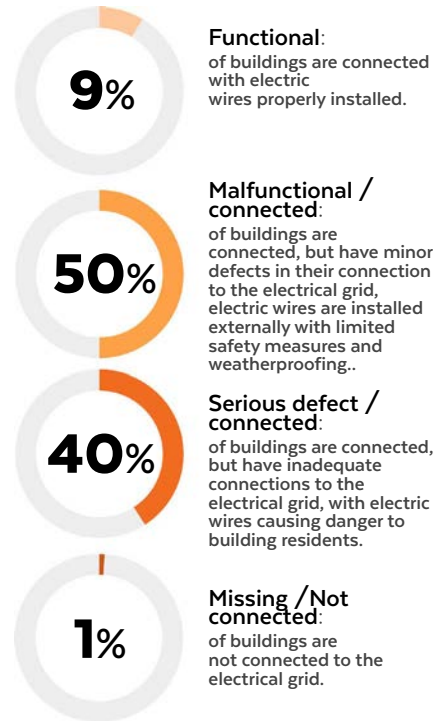 9%
Functional:
of buildings are connected
with electric
wires properly installed.
50%
Malfunctional /
connected:
of buildings are
connected, but have minor
defects in their connection
to the electrical grid,
electric wires are installed
externally with limited
safety measures and
weatherproofing..
40%
Serious defect /
connected:
of buildings are connected,
but have inadequate
connections to the
electrical grid, with electric
wires causing danger to
building residents.
1%
Missing /Not
connected:
of buildings are
not connected to the
electrical grid.